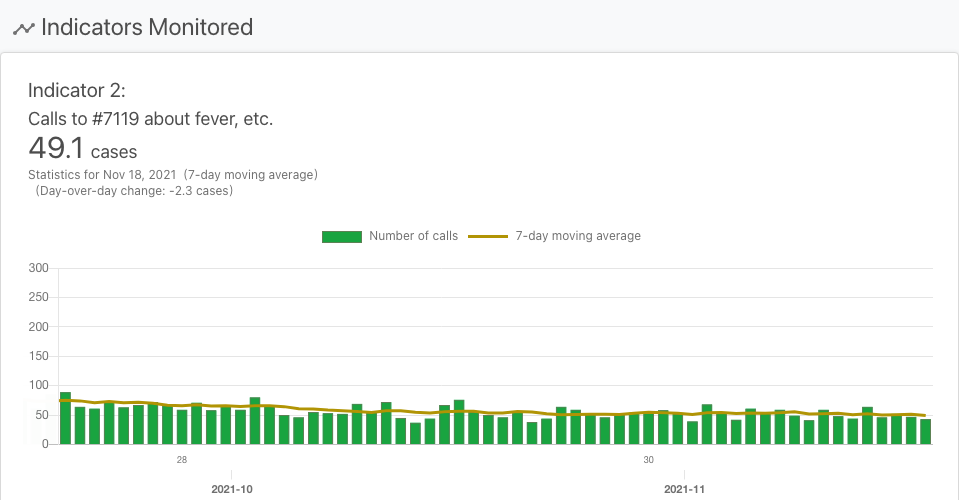 Indicators Monitored
Indicator 2:
Calls to #7119 about fever, etc.
49.1 cases
Statistics for Nov 18, 2021 (7-day moving average)
(Day-over-day change: -2.3 cases)
Number of calls 7-day moving average
300
250
200
150
100
50
0
28 30
2021-10 2021-11